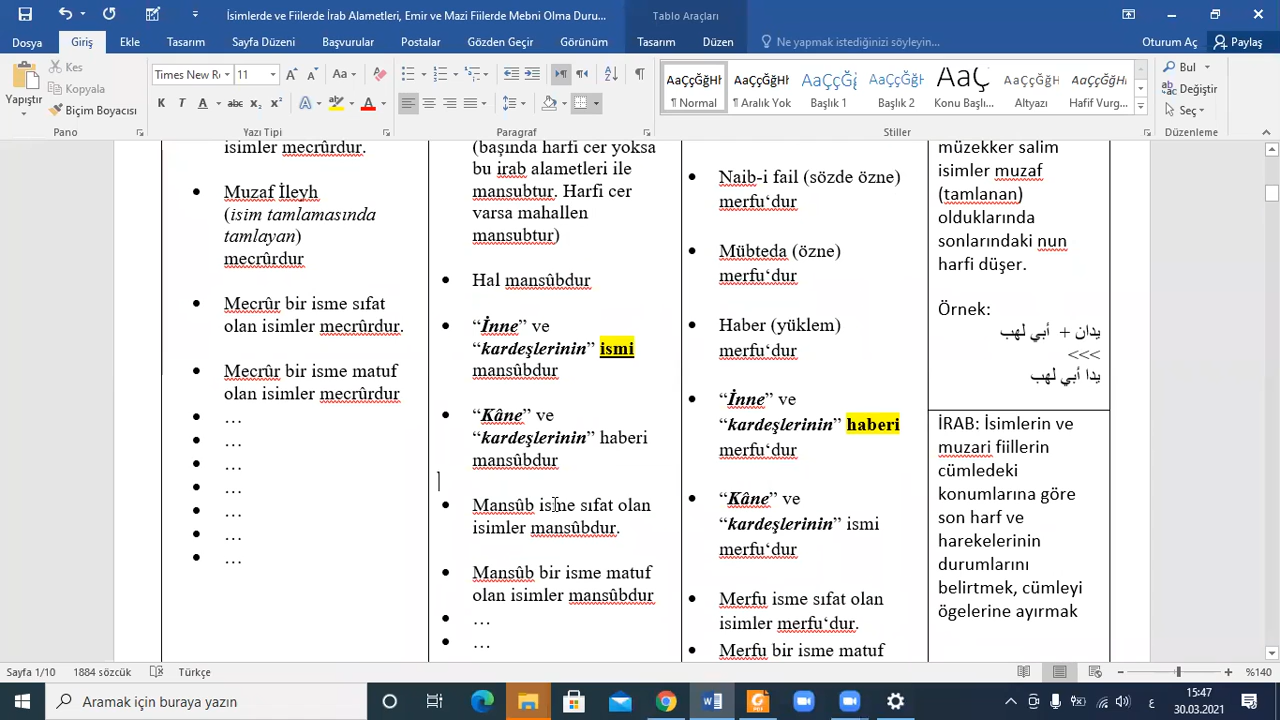 İsimlerde ve Fiilerde İrab Alametleri, Emir ve Mazi Fiilerde Mebni Olma Duru...
Tablo Araçları
Dosya
Giriş
Ekle
Tasarım
Sayfa Düzeni
Başvurular
Postalar
Gözden Geçir
Görünüm
Tasarım
Düzen
Ne yapmak istediğinizi söyleyin...
Oturum Aç
Paylaş
Yapıştır
Kes
Kopyala
Biçim Boyacısı
Pano
Times New Ro
11
Yazı Tipi
Paragraf
AaÇçĞğHł
¶ Normal
AaÇçĞğHł
¶ Aralık Yok
AaÇçĞğ
Başlık 1
AaÇçĞğ
Başlık 2
AaÇç
Konu Başlı...
AaÇçĞğH
Altyazı
AaÇçĞğH
Hafif Vurg...
Stiller
Bul
Değiştir
Seç
Düzenleme
isimler mecrûrdur.
• Muzaf İleyh
(isim tamlamasında
tamlayan)
mecrûrdur
• Mecrûr bir isme sıfat
olan isimler mecrûrdur.
• Mecrûr bir isme matuf
olan isimler mecrûrdur
• …
• …
• …
• …
• …
• …
• …
(başında harfi cer yoksa
bu irab alametleri ile
mansubtur. Harfi cer
varsa mahallen
mansubtur)
• Hal mansûbdur
• “İnne” ve
“kardeşlerinin” ismi
mansûbdur
• “Kâne” ve
“kardeşlerinin” haberi
mansûbdur
• Mansûb isme sıfat olan
isimler mansûbdur.
• Mansûb bir isme matuf
olan isimler mansûbdur
• …
• …
• Naib-i fail (sözde özne)
merfu‘dur
• Mübteda (özne)
merfu‘dur
• Haber (yüklem)
merfu‘dur
• “İnne” ve
“kardeşlerinin” haberi
merfu‘dur
• “Kâne” ve
“kardeşlerinin” ismi
merfu‘dur
• Merfu isme sıfat olan
isimler merfu‘dur.
• Merfu bir isme matuf
müzekker salim
isimler muzaf
(tamlanan)
olduklarında
sonlarındaki nun
harfi düşer.
Örnek:
يدان + أبي لهب
<<<
يدا أبي لهب
İRAB: İsimlerin ve
muzari fiillerin
cümledeki
konumlarına göre
son harf ve
harekelerinin
durumlarını
belirtmek, cümleyi
ögelerine ayırmak
Sayfa 1/10
1884 sözcük
Türkçe
%140
Aramak için buraya yazın
15:47
30.03.2021